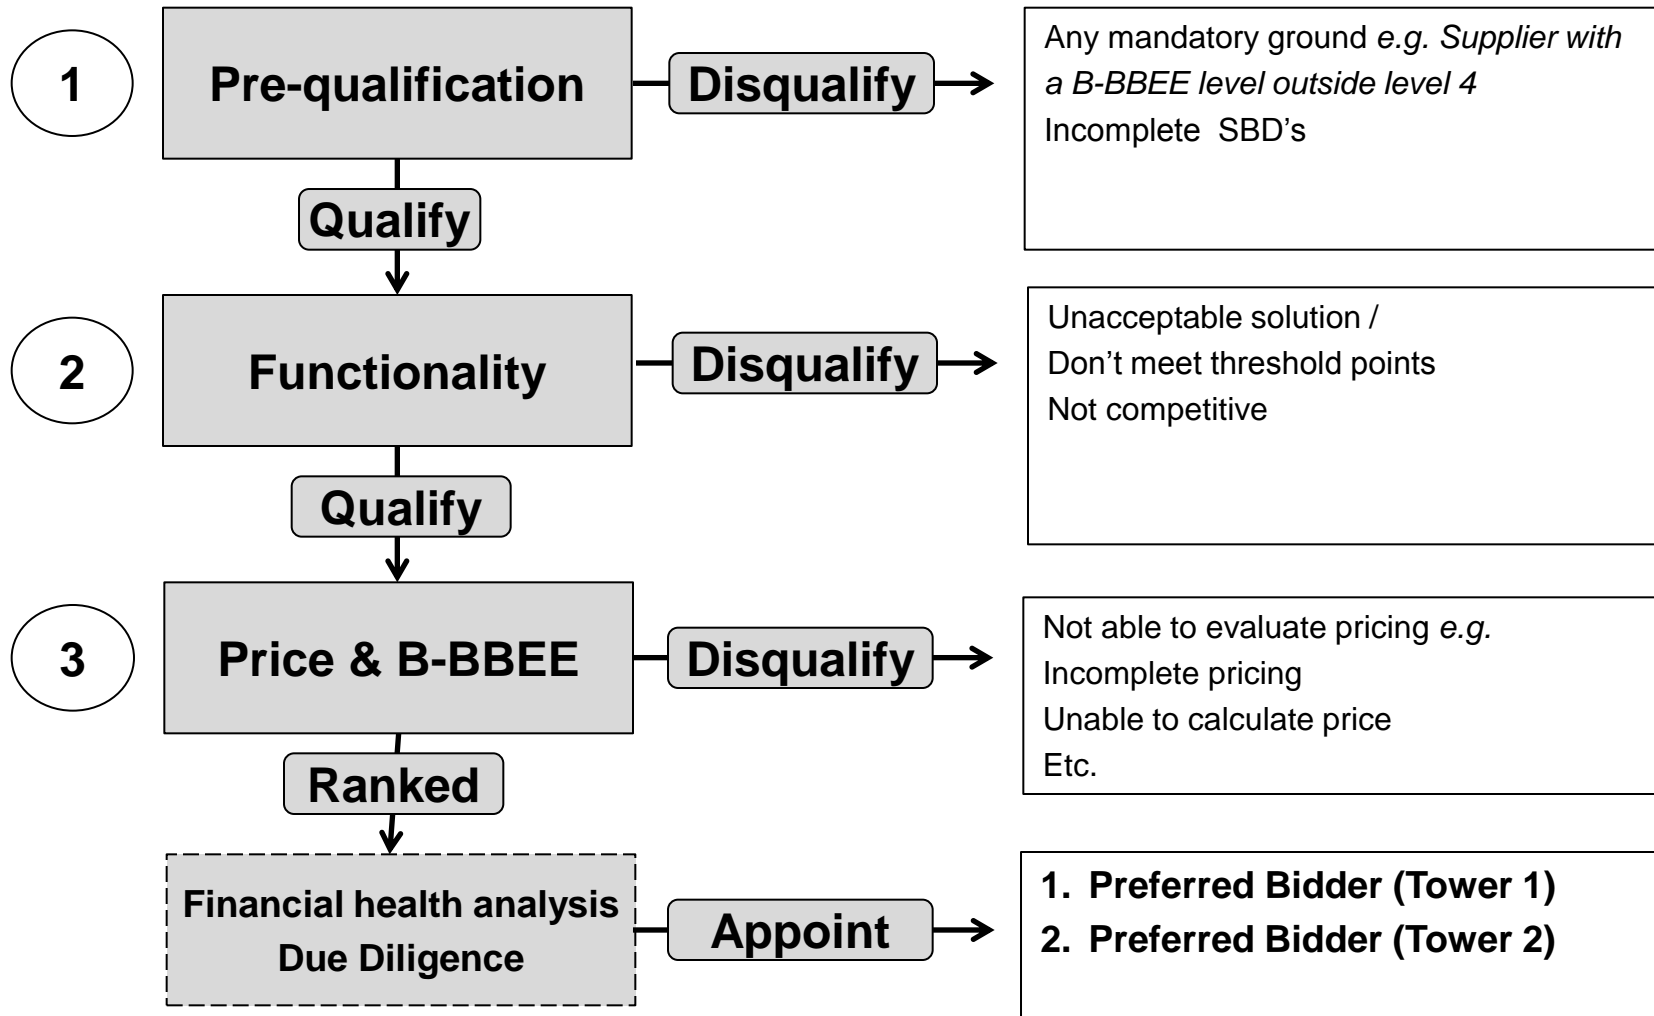 1
Pre-qualification
Disqualify
Any mandatory ground e.g. Supplier with
a B-BBEE level outside level 4
Incomplete SBD's
Qualify
2
Functionality
Disqualify
Unacceptable solution /
Don't meet threshold points
Not competitive
Qualify
3
Price & B-BBEE
Disqualify
Not able to evaluate pricing e.g.
Incomplete pricing
Unable to calculate price
Etc.
Ranked
Financial health analysis
Due Diligence
Appoint
1. Preferred Bidder (Tower 1)
2. Preferred Bidder (Tower 2)